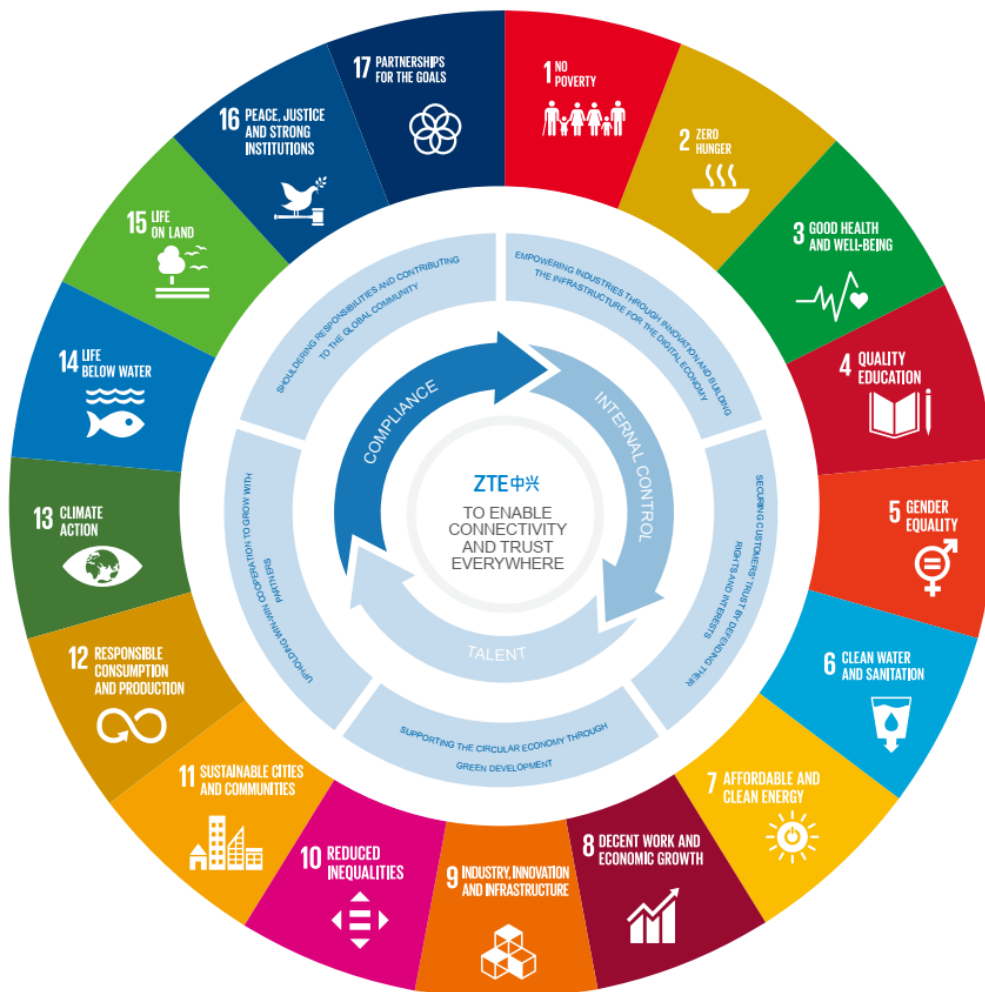 1 NO
POVERTY
2 ZERO
HUNGER
3 GOOD HEALTH
AND WELL-BEING
4 QUALITY
EDUCATION
5 GENDER
EQUALITY
6 CLEAN WATER
AND SANITATION
7 AFFORDABLE AND
CLEAN ENERGY
8 DECENT WORK AND
ECONOMIC GROWTH
9 INDUSTRY, INNOVATION
AND INFRASTRUCTURE
10 REDUCED
INEQUALITIES
11 SUSTAINABLE CITIES
AND COMMUNITIES
12 RESPONSIBLE
CONSUMPTION
AND PRODUCTION
13 CLIMATE
ACTION
14 LIFE
BELOW WATER
15 LIFE
ON LAND
16 PEACE, JUSTICE
AND STRONG
INSTITUTIONS
17 PARTNERSHIPS
FOR THE GOALS
EMPOWERING INDUSTRIES THROUGH INNOVATION AND BUILDING
THE INFRASTRUCTURE FOR THE DIGITAL ECONOMY
SECURING CUSTOMERS' TRUST BY DEFENDING THEIR
RIGHTS AND INTERESTS
SUPPORTING THE CIRCULAR ECONOMY THROUGH
GREEN DEVELOPMENT
UPHOLDING WIN-WIN COOPERATION TO GROW WITH
PARTNERS
SHOULDERING RESPONSIBILITIES AND CONTRIBUTING
TO THE GLOBAL COMMUNITY
COMPLIANCE
INTERNAL CONTROL
TALENT
ZTE中兴
TO ENABLE
CONNECTIVITY
AND TRUST
EVERYWHERE